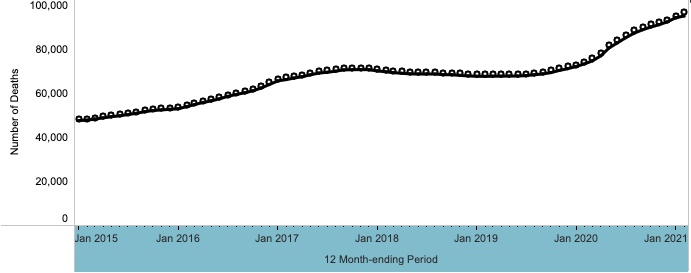 100,000
80,000
60,000
40,000
20,000
0
Number of Deaths
Jan 2015 Jan 2016 Jan 2017 Jan 2018 Jan 2019 Jan 2020 Jan 2021
12 Month-ending Period